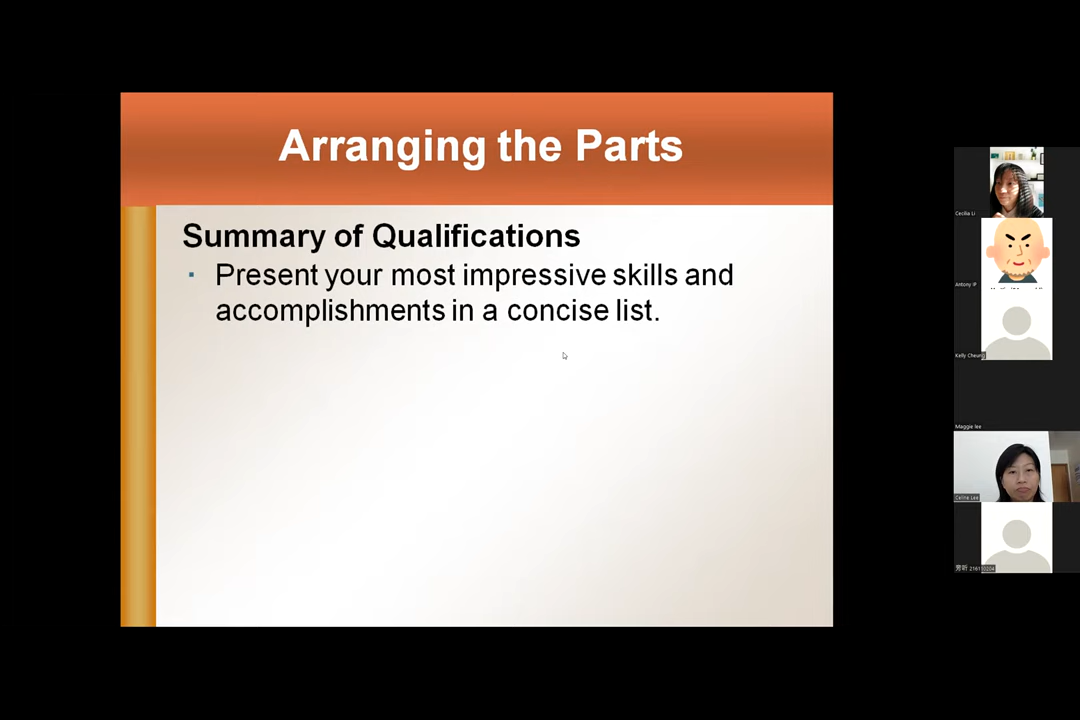 Arranging the Parts
Summary of Qualifications
Present your most impressive skills and
accomplishments in a concise list.
Cecilia Li
Antony IP
Kelly Cheung
Maggie lee
Celina Lee